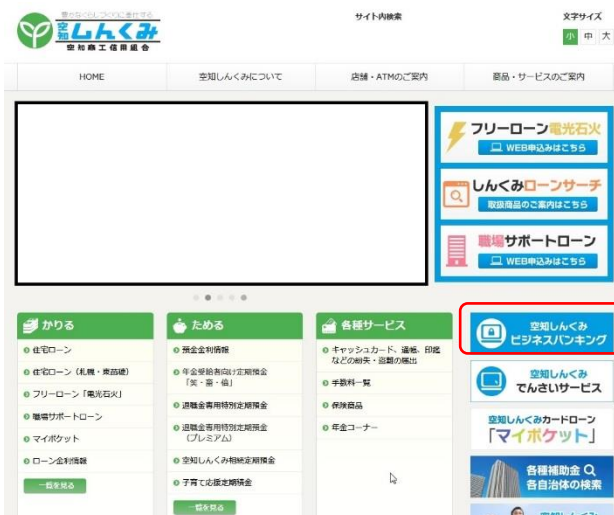 豊かなくらしづくりに奉仕する
空知しんくみ
空知商工信用組合
サイト内検索
文字サイズ
小 中 大
HOME
空知しんくみについて
店舗・ATMのご案内
商品・サービスのご案内
フリーローン電光石火
WEB申込みはこちら
しんくみローンサーチ
取扱商品のご案内はこちら
職場サポートローン
WEB申込みはこちら
かりる
住宅ローン
住宅ローン（札幌・東苗穂）
フリーローン「電光石火」
職場サポートローン
マイポケット
ローン金利情報
一覧を見る
ためる
預金金利情報
年金受給者向け定期預金
「笑・喜・倍」
退職金専用特別定期預金
退職金専用特別定期預金
（プレミアム）
空知しんくみ相続定期預金
子育て応援定期積金
一覧を見る
各種サービス
キャッシュカード、通帳、印鑑
などの紛失・盗難の届出
手数料一覧
保険商品
年金コーナー
空知しんくみ
ビジネスバンキング
空知しんくみ
でんさいサービス
空知しんくみカードローン
「マイポケット」
各種補助金
各自治体の検索
空知しんくみ